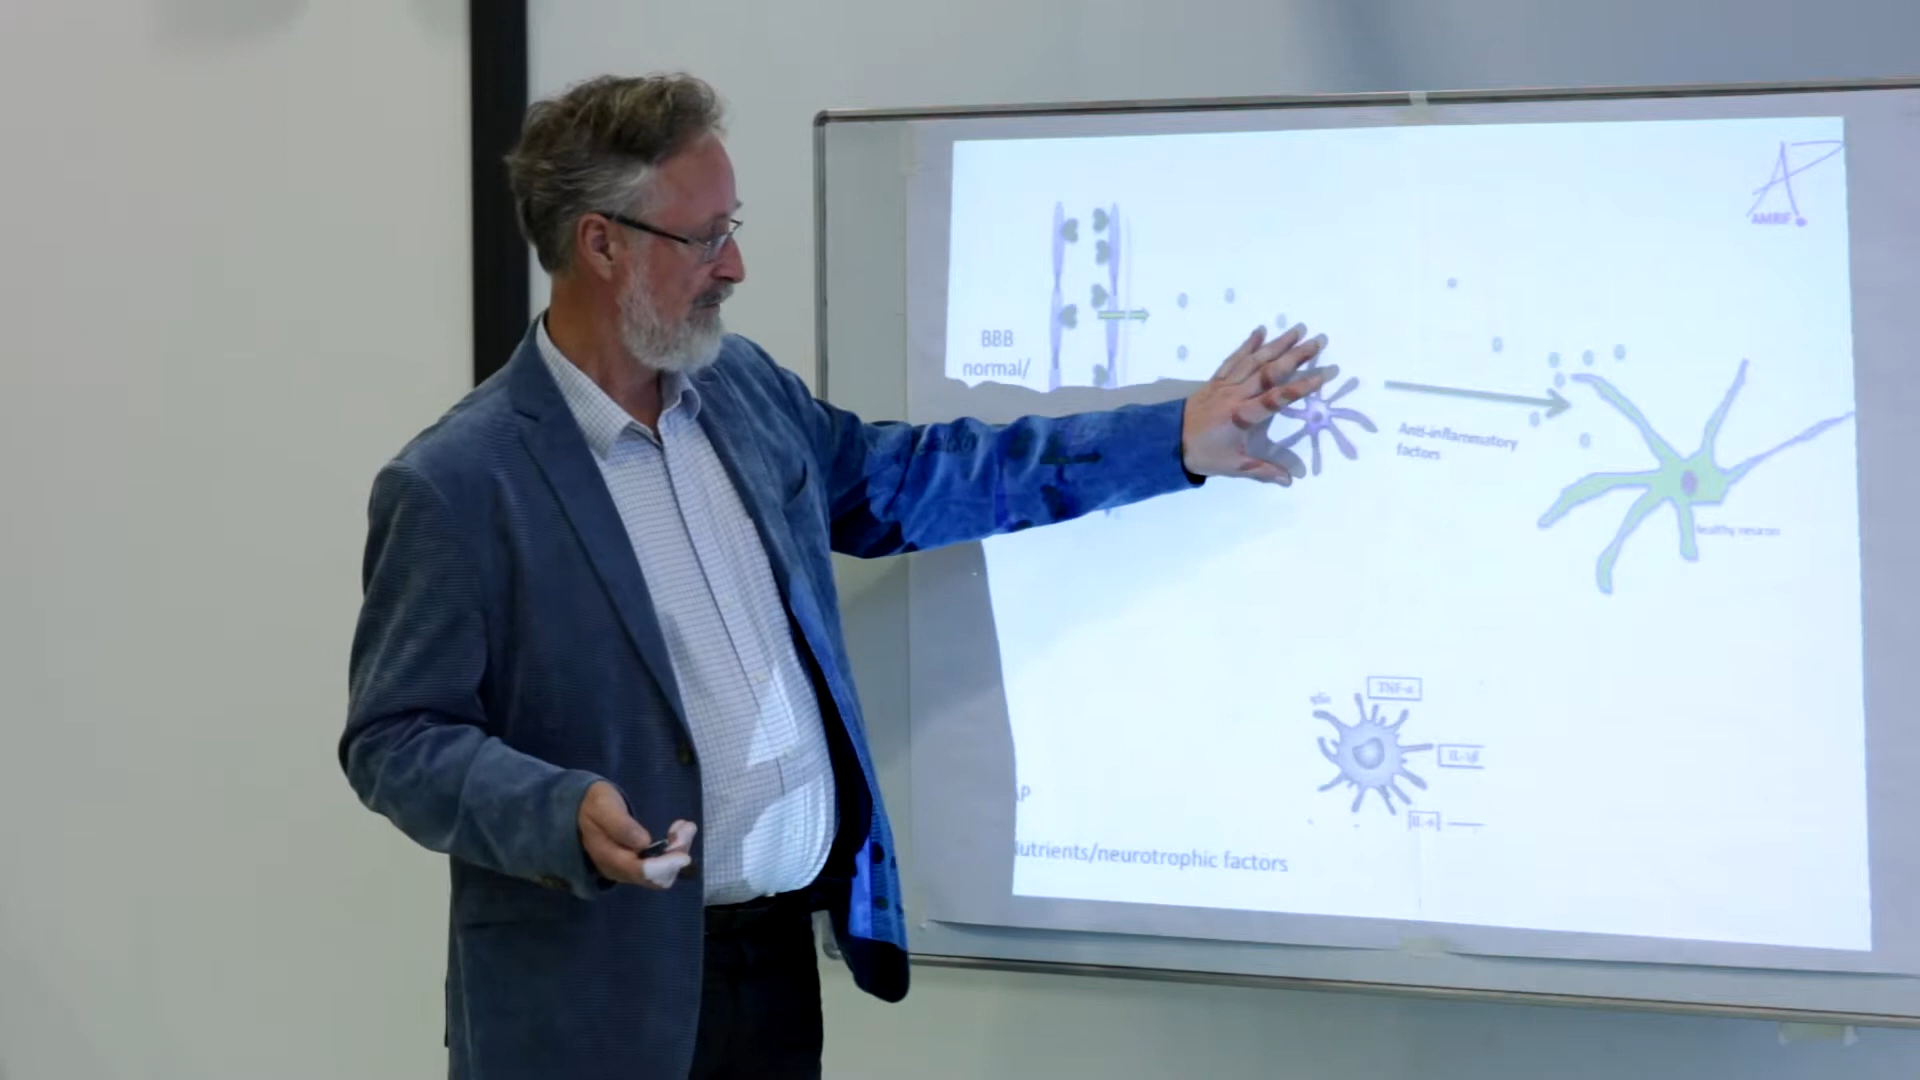 AMRIF
BBB
normal/
Anti-inflammatory
factors
healthy neuron
TNF-α
IL-1β
IL-6
AP
Nutrients/neurotrophic factors